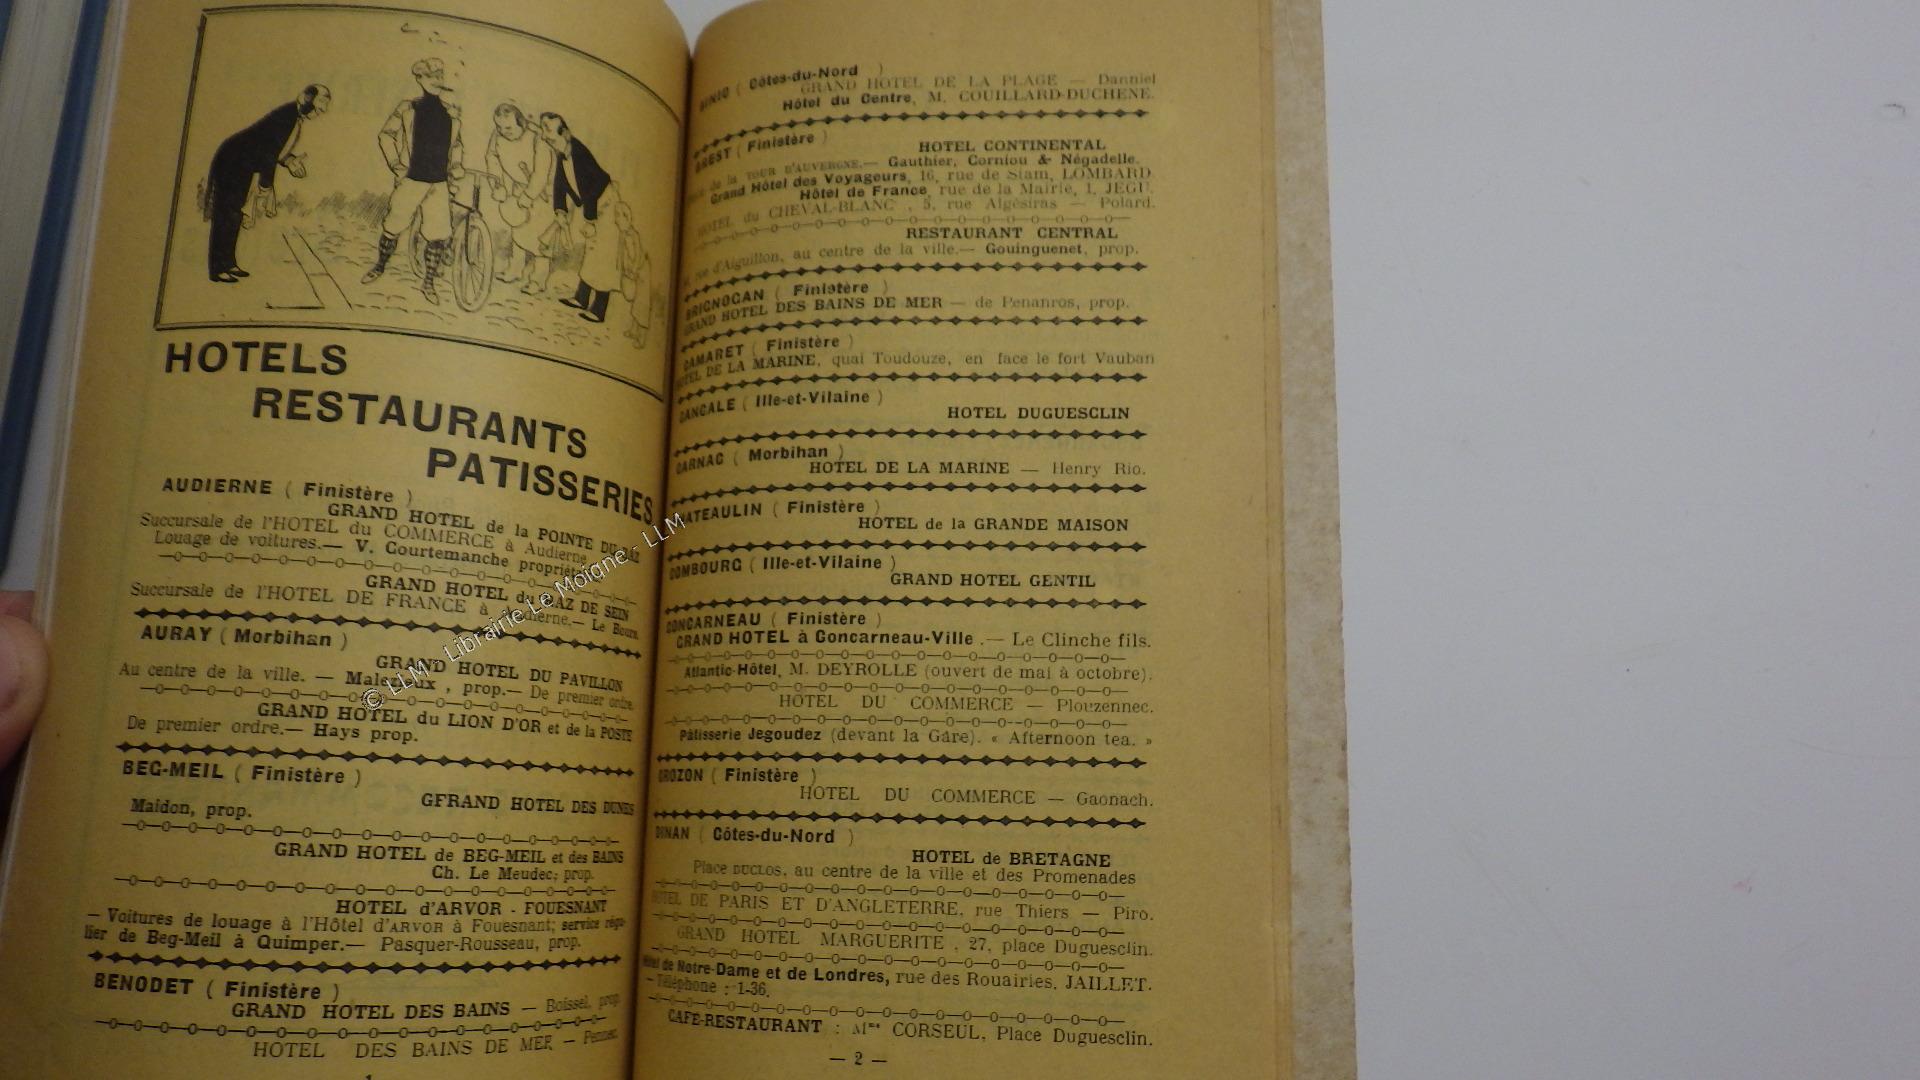 HOTELS
RESTAURANTS
PATISSERIES
AUDIERNE ( Finistère )
GRAND HOTEL de la POINTE DU RAZ
Succursale de l'HOTEL du COMMERCE à Audierne
Louage de voitures.— V. Courtemanche propriét
GRAND HOTEL du RAZ DE SEIN
Succursale de l'HOTEL DE FRANCE à Audierne.— Le Bours
AURAY ( Morbihan )
GRAND HOTEL DU PAVILLON
Au centre de la ville. — Malezieux , prop.— De premier ordre.
GRAND HOTEL du LION D'OR et de la POSTE
De premier ordre.— Hays prop.
BEG-MEIL ( Finistère )
GFRAND HOTEL DES DUNES
Maidon, prop.
GRAND HOTEL de BEG-MEIL et des BAINS
Ch. Le Meudec; prop.
HOTEL d'ARVOR - FOUESNANT
— Voitures de louage à l'Hôtel d'ARVOR à Fouesnant; service régu-
lier de Beg-Meil à Quimper.— Pasquer-Rousseau, prop.
BENODET ( Finistère )
GRAND HOTEL DES BAINS — Boissel, prop
HOTEL DES BAINS DE MER — Pennec.
1
BINIC ( Côtes-du-Nord )
GRAND HOTEL DE LA PLAGE — Danniel
Hôtel du Centre, M. COUILLARD-DUCHENE.
BREST ( Finistère )
HOTEL CONTINENTAL
de la TOUR D'AUVERGNE.— Gauthier, Corniou & Négadelle.
Grand Hôtel des Voyageurs, 16, rue de Siam, LOMBARD
Hôtel de France, rue de la Mairie, 1, JEGU.
HOTEL du CHEVAL-BLANC , 5, rue Algésiras — Polard.
RESTAURANT CENTRAL
rue d'Aiguillon, au centre de la ville.— Gouinguenet, prop.
BRIGNOGAN ( Finistère )
GRAND HOTEL DES BAINS DE MER — de Penanros, prop.
CAMARET ( Finistère )
HOTEL DE LA MARINE, quai Toudouze, en face le fort Vauban
CANCALE ( Ille-et-Vilaine )
HOTEL DUGUESCLIN
CARNAC ( Morbihan )
HOTEL DE LA MARINE — Henry Rio.
CHATEAULIN ( Finistère )
HOTEL de la GRANDE MAISON
COMBOURG ( Ille-et-Vilaine )
GRAND HOTEL GENTIL
CONCARNEAU ( Finistère )
GRAND HOTEL à Concarneau-Ville .— Le Clinche fils.
Atlantic-Hôtel, M. DEYROLLE (ouvert de mai à octobre).
HOTEL DU COMMERCE — Plouzennec.
Pâtisserie Jegoudez (devant la Gâre). « Afternoon tea. »
CROZON ( Finistère )
HOTEL DU COMMERCE — Gaonach.
DINAN ( Côtes-du-Nord )
HOTEL de BRETAGNE
Place DUCLOS, au centre de la ville et des Promenades
HOTEL DE PARIS ET D'ANGLETERRE, rue Thiers — Piro.
GRAND HOTEL MARGUERITE , 27, place Duguesclin.
Hôtel de Notre-Dame et de Londres, rue des Rouairies, JAILLET.
— Téléphone : 1-36.
CAFE-RESTAURANT : Mme CORSEUL, Place Duguesclin.
— 2 —
© LLM - Librairie Le Moigne - LLM